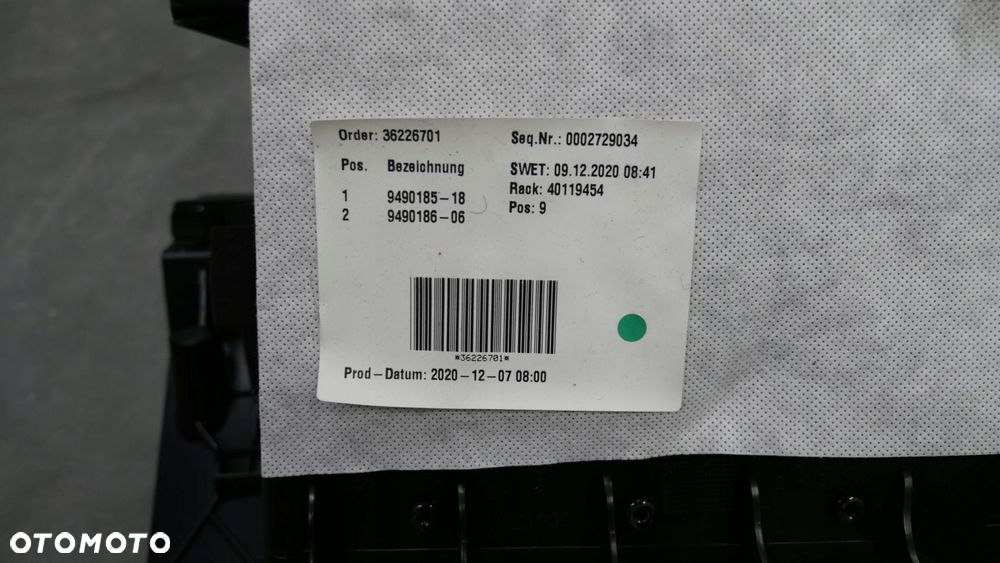 Order: 36226701
Seq.Nr.: 0002729034
Pos. Bezeichnung
SWET: 09.12.2020 08:41
1 9490185-18
Rack: 40119454
2 9490186-06
Pos: 9
*36226701*
Prod-Datum: 2020-12-07 08:00
OTOMOTO